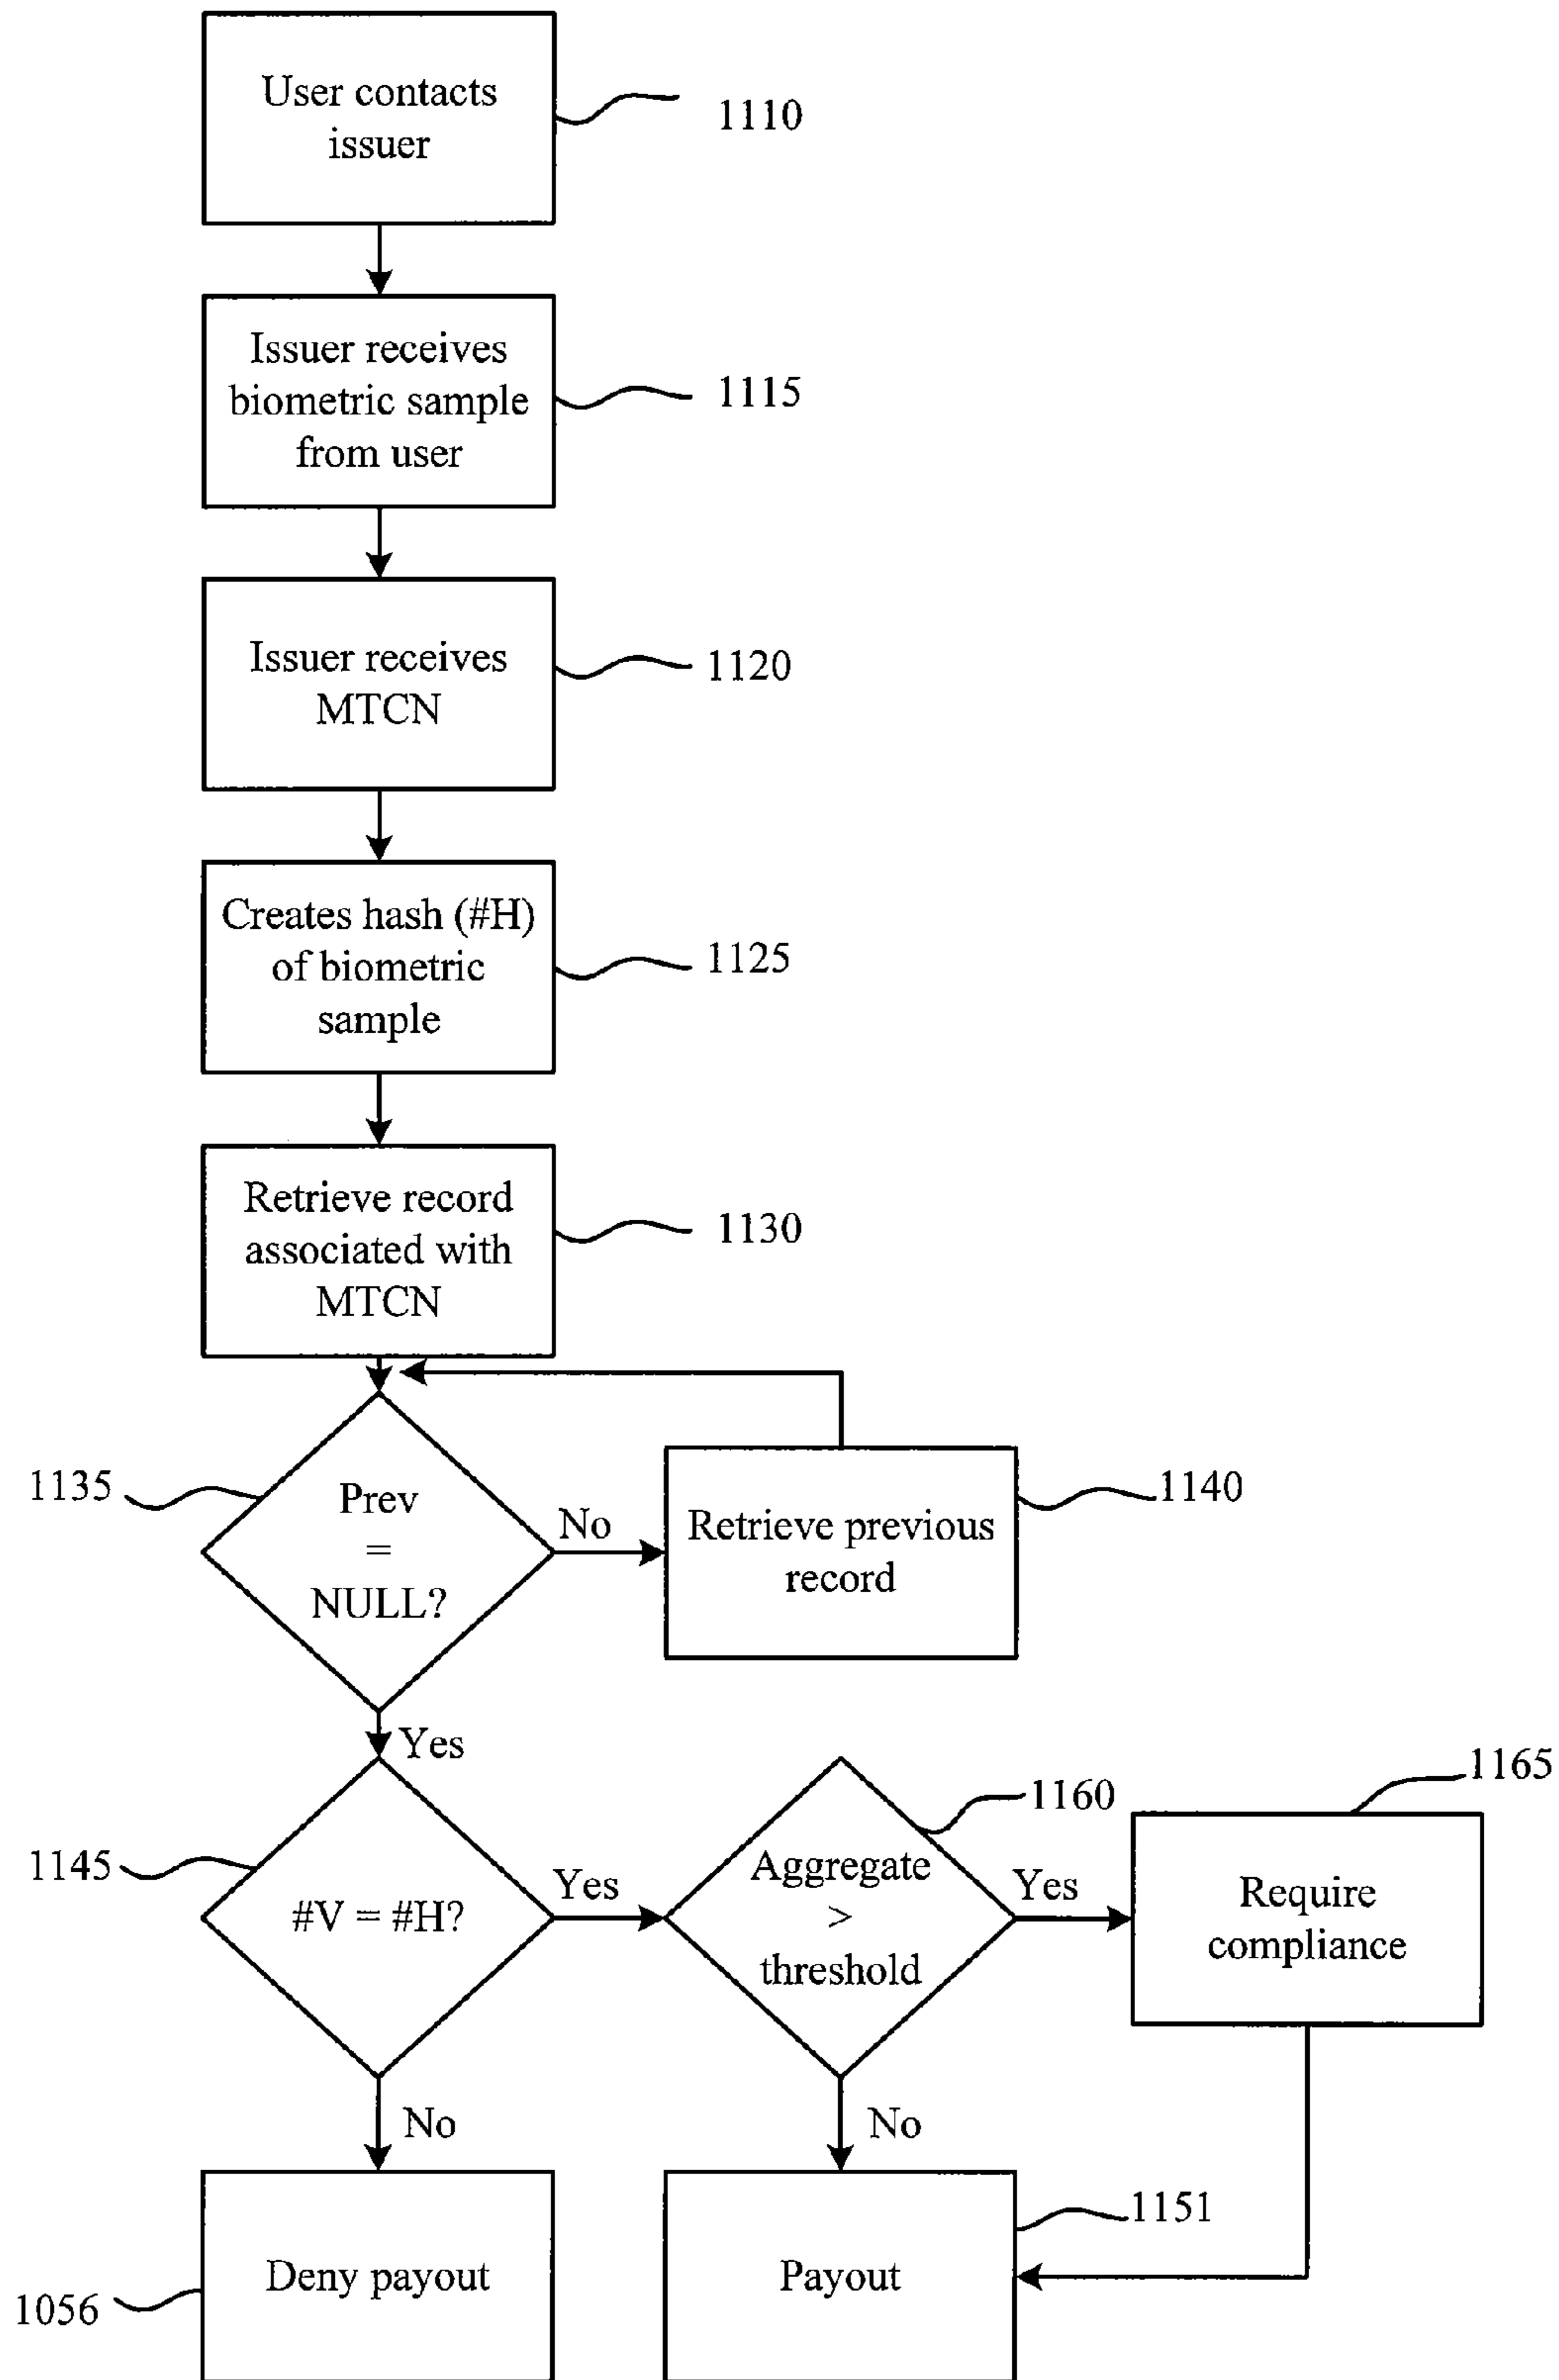 User contacts
issuer
1110
Issuer receives
biometric sample
from user
1115
Issuer receives
MTCN
1120
Creates hash (#H)
of biometric
sample
1125
Retrieve record
associated with
MTCN
1130
1135
Prev
=
NULL?
No
Retrieve previous
record
1140
Yes
1145
#V = #H?
Yes
Aggregate
>
threshold
1160
Yes
Require
compliance
1165
No
No
Deny payout
1056
Payout
1151